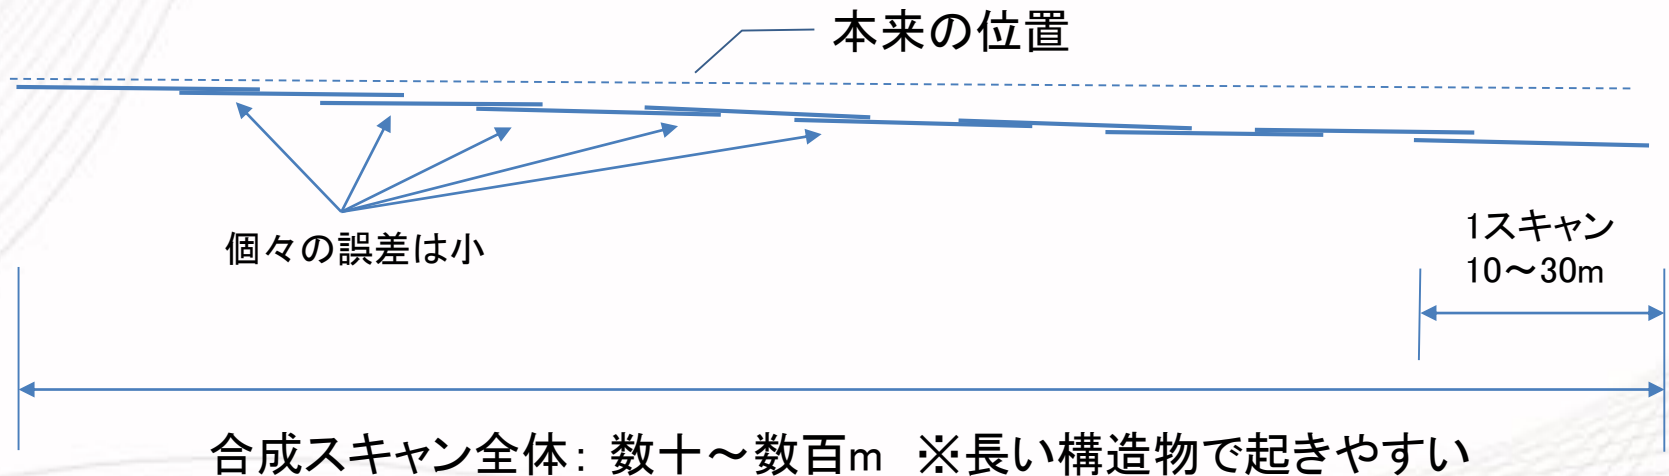 本来の位置
個々の誤差は小
1スキャン
10～30m
合成スキャン全体： 数十～数百m ※長い構造物で起きやすい